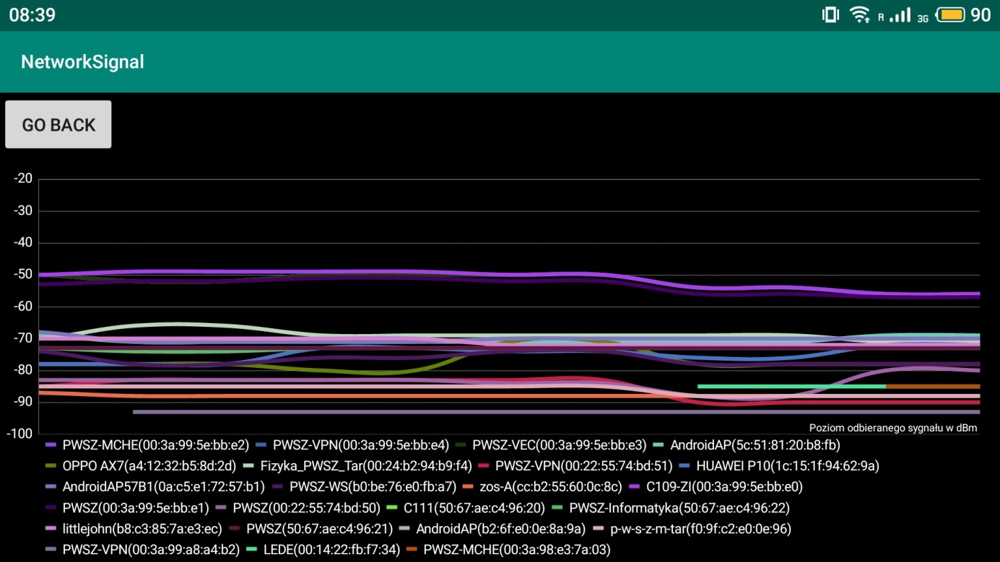 08:39 R 3G 90
NetworkSignal
GO BACK
-20
-30
-40
-50
-60
-70
-80
-90
-100
Poziom odbieranego sygnału w dBm
PWSZ-MCHE(00:3a:99:5e:bb:e2) PWSZ-VPN(00:3a:99:5e:bb:e4) PWSZ-VEC(00:3a:99:5e:bb:e3) AndroidAP(5c:51:81:20:b8:fb)
OPPO AX7(a4:12:32:b5:8d:2d) Fizyka_PWSZ_Tar(00:24:b2:94:b9:f4) PWSZ-VPN(00:22:55:74:bd:51) HUAWEI P10(1c:15:1f:94:62:9a)
AndroidAP57B1(0a:c5:e1:72:57:b1) PWSZ-WS(b0:be:76:e0:fb:a7) zos-A(cc:b2:55:60:0c:8c) C109-ZI(00:3a:99:5e:bb:e0)
PWSZ(00:3a:99:5e:bb:e1) PWSZ(00:22:55:74:bd:50) C111(50:67:ae:c4:96:20) PWSZ-Informatyka(50:67:ae:c4:96:22)
littlejohn(b8:c3:85:7a:e3:ec) PWSZ(50:67:ae:c4:96:21) AndroidAP(b2:6f:e0:0e:8a:9a) p-w-s-z-m-tar(f0:9f:c2:e0:0e:96)
PWSZ-VPN(00:3a:99:a8:a4:b2) LEDE(00:14:22:fb:f7:34) PWSZ-MCHE(00:3a:98:e3:7a:03)